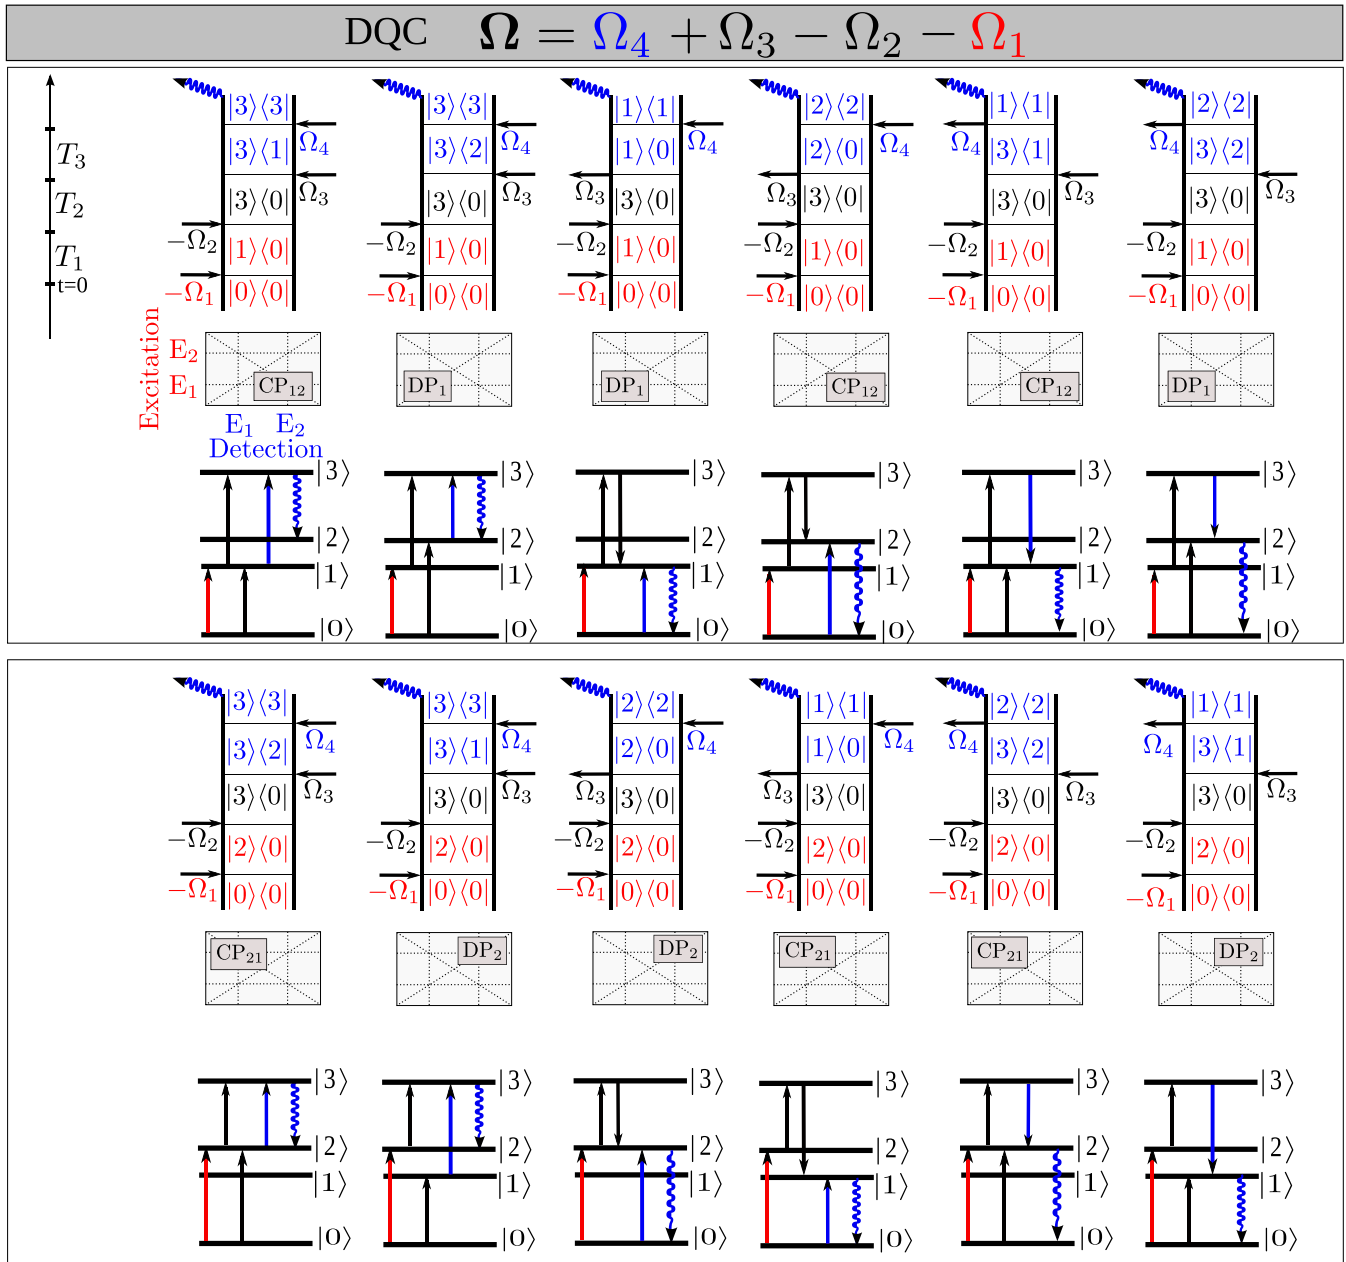 DQC Ω = Ω₄ + Ω₃ − Ω₂ − Ω₁
|3⟩⟨3| |3⟩⟨3| |1⟩⟨1| |2⟩⟨2| |1⟩⟨1| |2⟩⟨2|
Ω₄ Ω₄ Ω₄ Ω₄ Ω₄ Ω₄
T₃ |3⟩⟨1| |3⟩⟨2| |1⟩⟨0| |2⟩⟨0| |3⟩⟨1| |3⟩⟨2|
Ω₃ Ω₃ Ω₃ Ω₃ Ω₃ Ω₃
T₂ |3⟩⟨0| |3⟩⟨0| |3⟩⟨0| |3⟩⟨0| |3⟩⟨0| |3⟩⟨0|
−Ω₂ −Ω₂ −Ω₂ −Ω₂ −Ω₂ −Ω₂
T₁ |1⟩⟨0| |1⟩⟨0| |1⟩⟨0| |1⟩⟨0| |1⟩⟨0| |1⟩⟨0|
t=0
−Ω₁ |0⟩⟨0| −Ω₁ |0⟩⟨0| −Ω₁ |0⟩⟨0| −Ω₁ |0⟩⟨0| −Ω₁ |0⟩⟨0| −Ω₁ |0⟩⟨0|
Excitation
E₂
E₁ CP₁₂ DP₁ DP₁ CP₁₂ CP₁₂ DP₁
E₁ E₂
Detection
|3⟩ |3⟩ |3⟩ |3⟩ |3⟩ |3⟩
|2⟩ |2⟩ |2⟩ |2⟩ |2⟩ |2⟩
|1⟩ |1⟩ |1⟩ |1⟩ |1⟩ |1⟩
|0⟩ |0⟩ |0⟩ |0⟩ |0⟩ |0⟩
|3⟩⟨3| |3⟩⟨3| |2⟩⟨2| |1⟩⟨1| |2⟩⟨2| |1⟩⟨1|
Ω₄ Ω₄ Ω₄ Ω₄ Ω₄ Ω₄
|3⟩⟨2| |3⟩⟨1| |2⟩⟨0| |1⟩⟨0| |3⟩⟨2| |3⟩⟨1|
Ω₃ Ω₃ Ω₃ Ω₃ Ω₃ Ω₃
|3⟩⟨0| |3⟩⟨0| |3⟩⟨0| |3⟩⟨0| |3⟩⟨0| |3⟩⟨0|
−Ω₂ −Ω₂ −Ω₂ −Ω₂ −Ω₂ −Ω₂
|2⟩⟨0| |2⟩⟨0| |2⟩⟨0| |2⟩⟨0| |2⟩⟨0| |2⟩⟨0|
−Ω₁ |0⟩⟨0| −Ω₁ |0⟩⟨0| −Ω₁ |0⟩⟨0| −Ω₁ |0⟩⟨0| −Ω₁ |0⟩⟨0| −Ω₁ |0⟩⟨0|
CP₂₁ DP₂ DP₂ CP₂₁ CP₂₁ DP₂
|3⟩ |3⟩ |3⟩ |3⟩ |3⟩ |3⟩
|2⟩ |2⟩ |2⟩ |2⟩ |2⟩ |2⟩
|1⟩ |1⟩ |1⟩ |1⟩ |1⟩ |1⟩
|0⟩ |0⟩ |0⟩ |0⟩ |0⟩ |0⟩